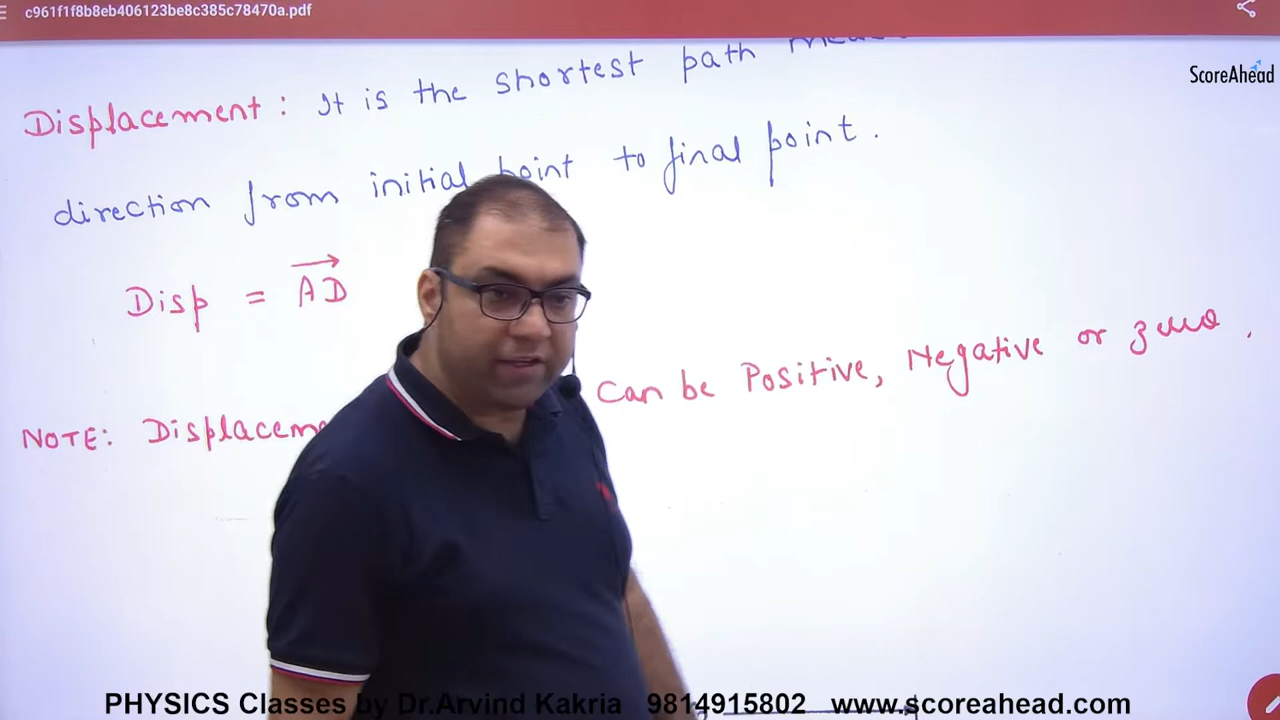 c961f1f8b8eb406123be8c385c78470a.pdf
ScoreAhead
Displacement: It is the shortest path
direction from initial point to final point.
Disp = AD
NOTE: Can be Positive, Negative or zero.
PHYSICS Classes by Dr.Arvind Kakria 9814915802 www.scoreahead.com